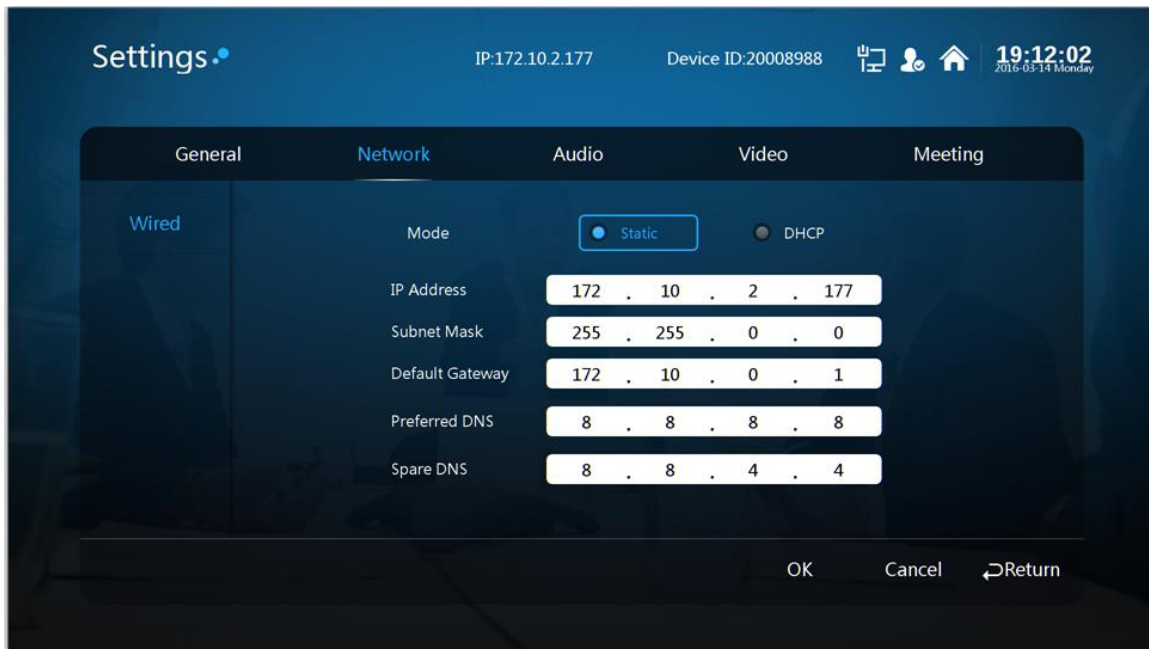 Settings
IP:172.10.2.177
Device ID:20008988
19:12:02
2016-03-14 Monday
General Network Audio Video Meeting
Wired
Mode Static DHCP
IP Address 172 . 10 . 2 . 177
Subnet Mask 255 . 255 . 0 . 0
Default Gateway 172 . 10 . 0 . 1
Preferred DNS 8 . 8 . 8 . 8
Spare DNS 8 . 8 . 4 . 4
OK Cancel Return